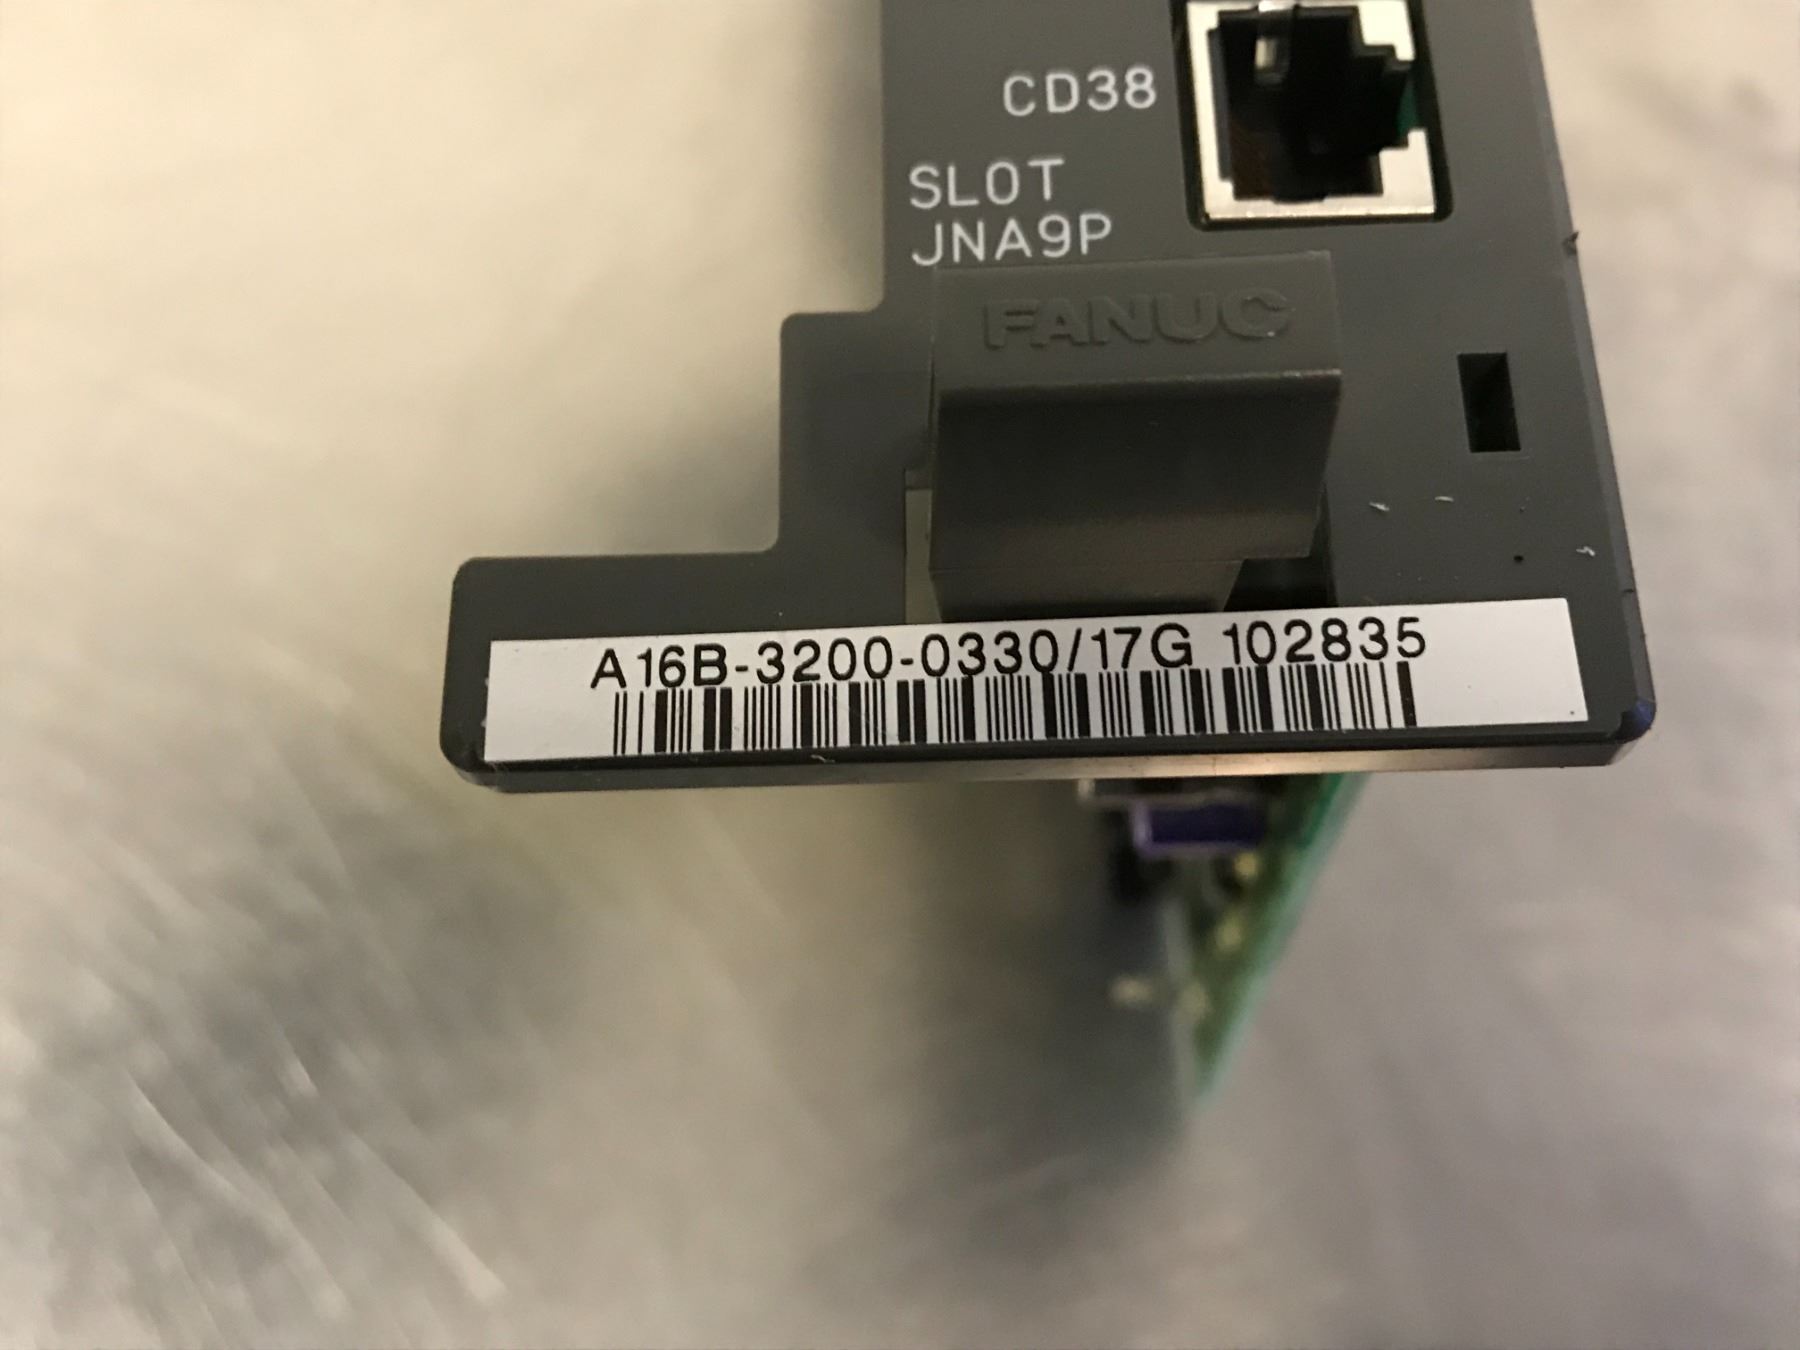 CD38
SLOT
JNA9P
FANUC
A16B-3200-0330/17G 102835